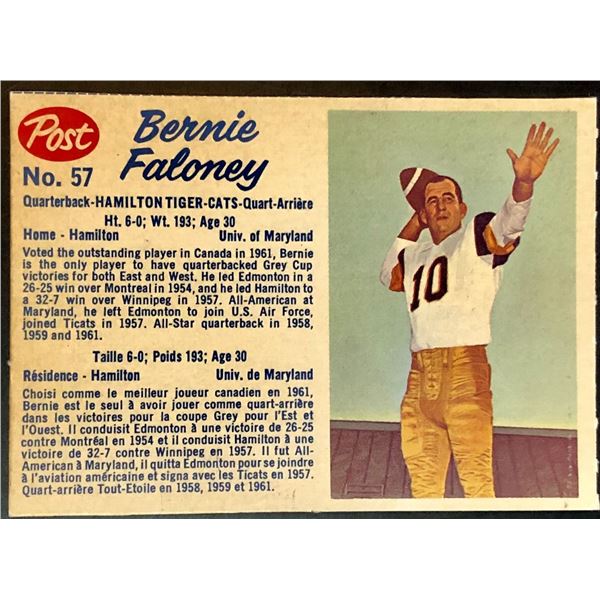 Post
Bernie
Faloney
No. 57
Quarterback-HAMILTON TIGER-CATS-Quart-Arrière
Ht. 6-0; Wt. 193; Age 30
Home - Hamilton Univ. of Maryland
Voted the outstanding player in Canada in 1961, Bernie
is the only player to have quarterbacked Grey Cup
victories for both East and West. He led Edmonton in a
26-25 win over Montreal in 1954, and he led Hamilton to
a 32-7 win over Winnipeg in 1957. All-American at
Maryland, he left Edmonton to join U.S. Air Force,
joined Ticats in 1957. All-Star quarterback in 1958,
1959 and 1961.
Taille 6-0; Poids 193; Age 30
Résidence - Hamilton Univ. de Maryland
Choisi comme le meilleur joueur canadien en 1961,
Bernie est le seul à avoir jouer comme quart-arrière
dans les victoires pour la coupe Grey pour l'Est et
l'Ouest. Il conduisit Edmonton à une victoire de 26-25
contre Montréal en 1954 et il conduisit Hamilton à une
victoire de 32-7 contre Winnipeg en 1957. Il fut All-
American à Maryland, il quitta Edmonton pour se joindre
à l'aviation américaine et signa avec les Ticats en 1957.
Quart-arrière Tout-Etoile en 1958, 1959 et 1961.
10